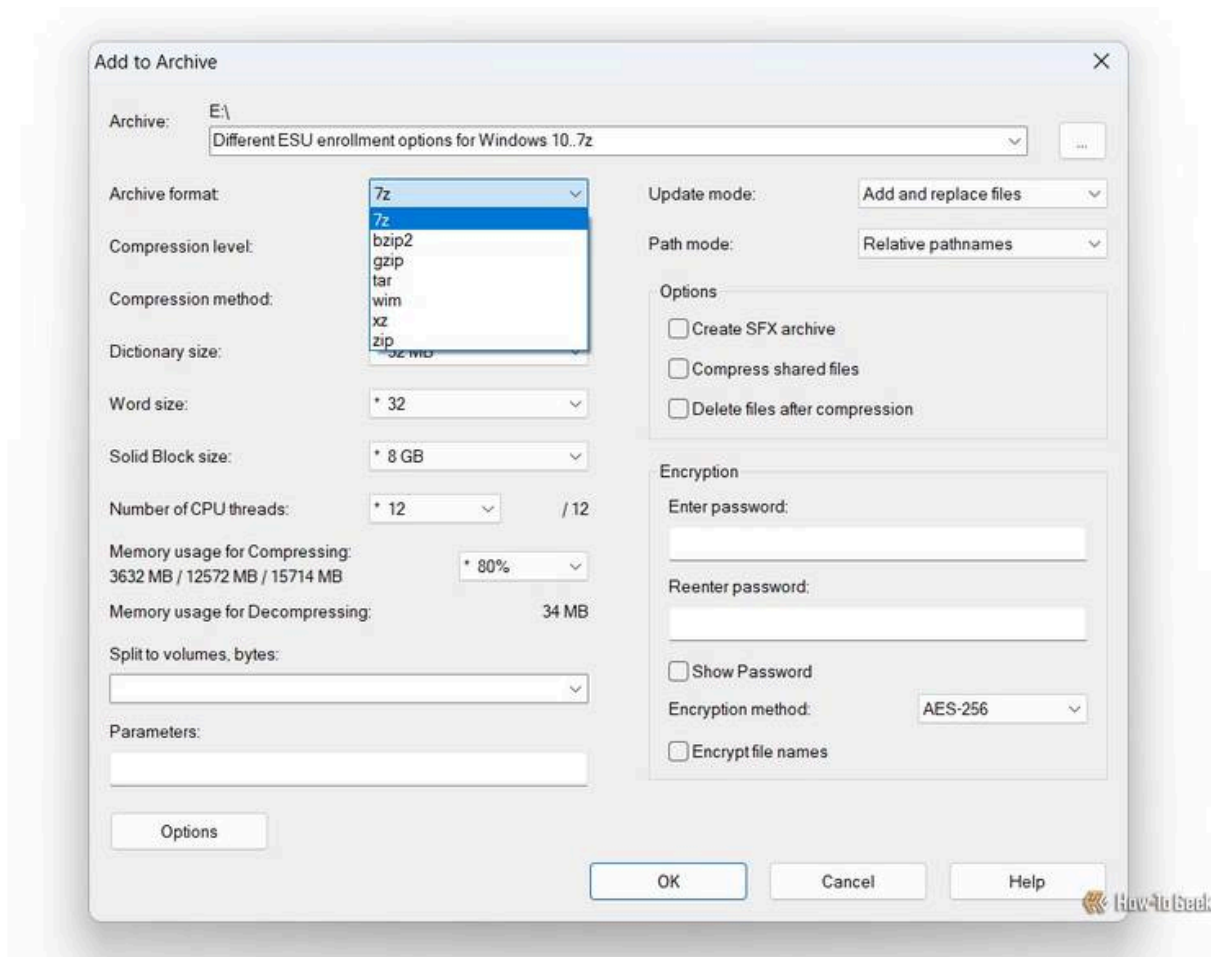 Add to Archive
Archive:
E:\
Different ESU enrollment options for Windows 10..7z
...
Archive format:
7z
7z
bzip2
gzip
tar
wim
xz
zip
Compression level:
Compression method:
Dictionary size:
* 32 MB
Word size:
* 32
Solid Block size:
* 8 GB
Number of CPU threads:
* 12
/ 12
Memory usage for Compressing:
3632 MB / 12572 MB / 15714 MB
* 80%
Memory usage for Decompressing:
34 MB
Split to volumes, bytes:
Parameters:
Options
Update mode:
Add and replace files
Path mode:
Relative pathnames
Options
Create SFX archive
Compress shared files
Delete files after compression
Encryption
Enter password:
Reenter password:
Show Password
Encryption method:
AES-256
Encrypt file names
OK
Cancel
Help
How-To Geek